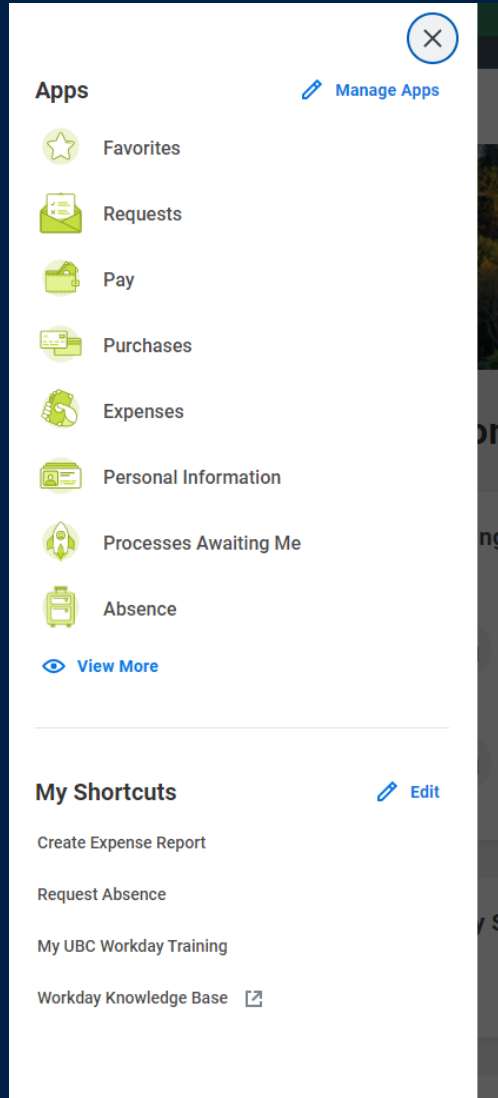 Apps
Manage Apps
Favorites
Requests
Pay
Purchases
Expenses
Personal Information
Processes Awaiting Me
Absence
View More
My Shortcuts
Edit
Create Expense Report
Request Absence
My UBC Workday Training
Workday Knowledge Base